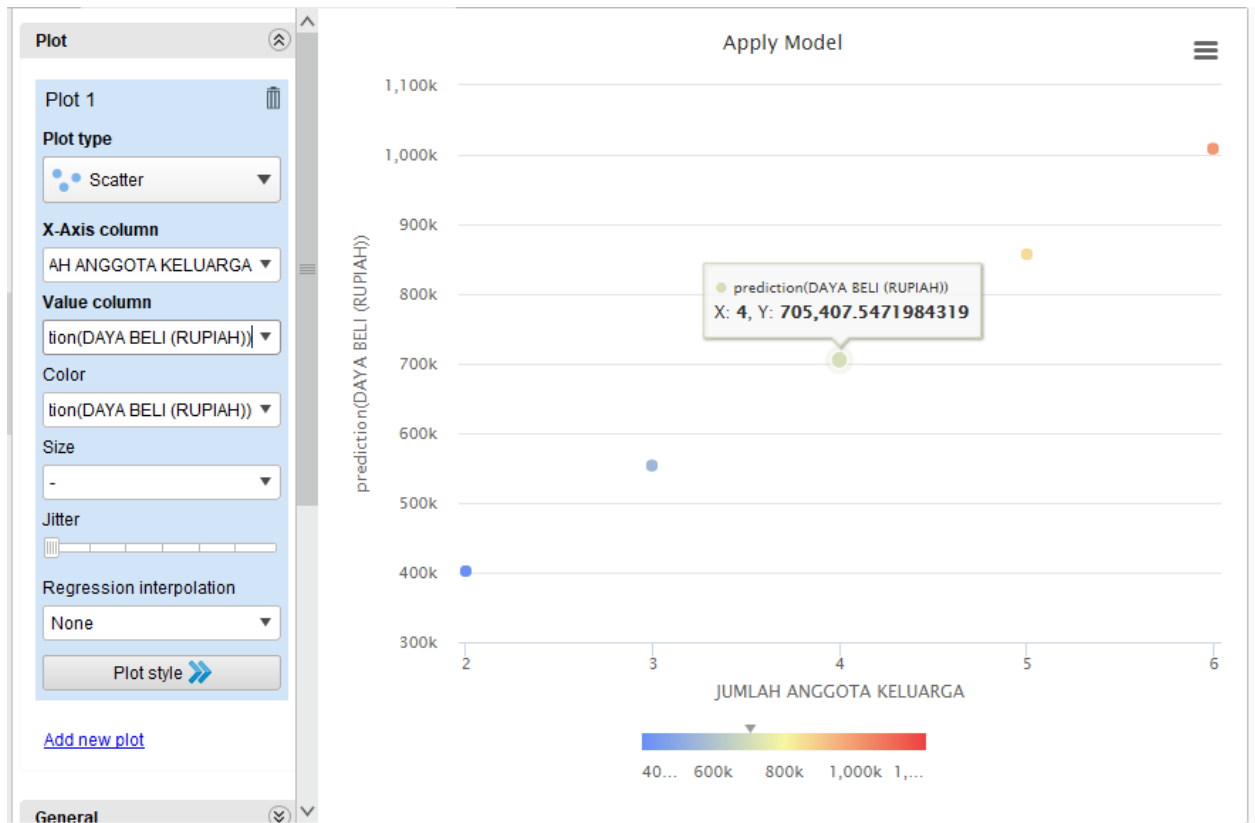 Plot
Plot 1
Plot type
Scatter
X-Axis column
AH ANGGOTA KELUARGA
Value column
tion(DAYA BELI (RUPIAH))
Color
tion(DAYA BELI (RUPIAH))
Size
-
Jitter
Regression interpolation
None
Plot style
Add new plot
General
Apply Model
1,100k
1,000k
900k
800k
700k
600k
500k
400k
300k
prediction(DAYA BELI (RUPIAH))
prediction(DAYA BELI (RUPIAH))
X: 4, Y: 705,407.5471984319
2 3 4 5 6
JUMLAH ANGGOTA KELUARGA
40... 600k 800k 1,000k 1,...